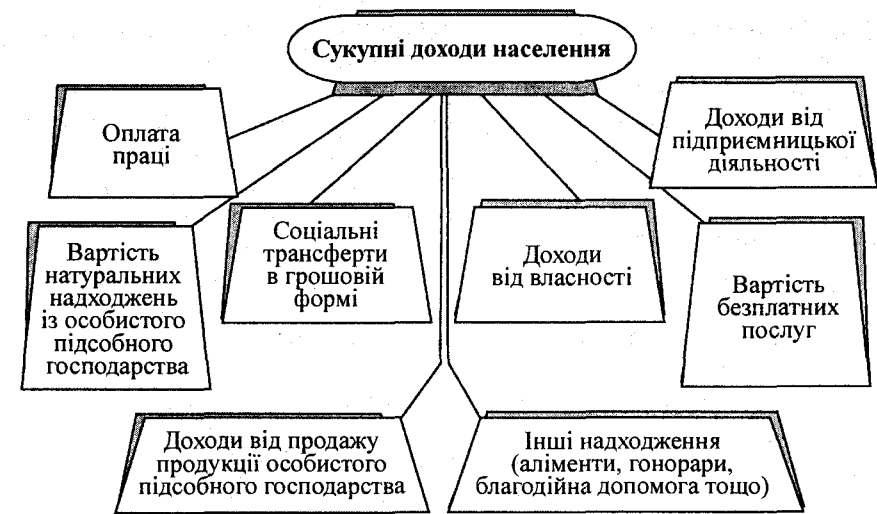 Сукупні доходи населення
Оплата
праці
Доходи від
підприємницької
діяльності
Вартість
натуральних
надходжень
із особистого
підсобного
господарства
Соціальні
трансферти
в грошовій
формі
Доходи
від власності
Вартість
безплатних
послуг
Доходи від продажу
продукції особистого
підсобного господарства
Інші надходження
(аліменти, гонорари,
благодійна допомога тощо)